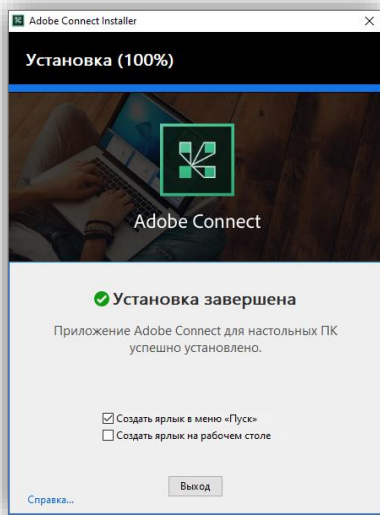 Adobe Connect Installer
Установка (100%)
Adobe Connect
Установка завершена
Приложение Adobe Connect для настольных ПК
успешно установлено.
Создать ярлык в меню «Пуск»
Создать ярлык на рабочем столе
Выход
Справка...